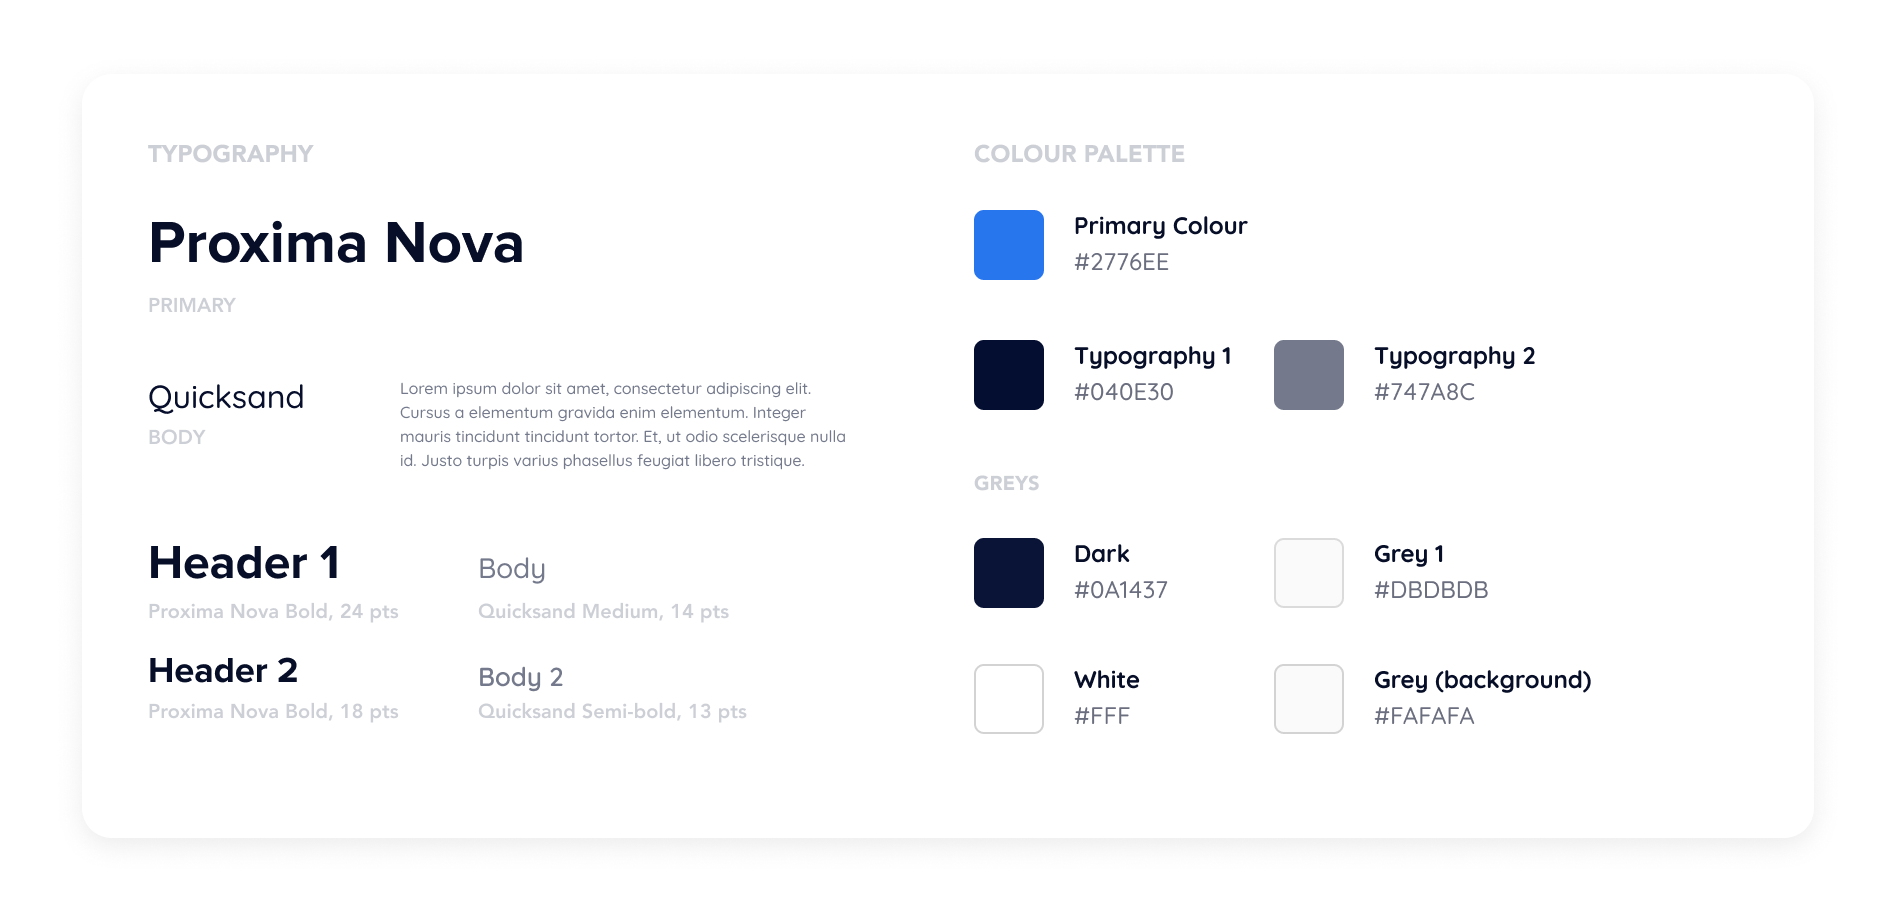 TYPOGRAPHY
Proxima Nova
PRIMARY
Quicksand
BODY
Lorem ipsum dolor sit amet, consectetur adipiscing elit.
Cursus a elementum gravida enim elementum. Integer
mauris tincidunt tincidunt tortor. Et, ut odio scelerisque nulla
id. Justo turpis varius phasellus feugiat libero tristique.
Header 1
Proxima Nova Bold, 24 pts
Body
Quicksand Medium, 14 pts
Header 2
Proxima Nova Bold, 18 pts
Body 2
Quicksand Semi-bold, 13 pts
COLOUR PALETTE
Primary Colour
#2776EE
Typography 1
#040E30
Typography 2
#747A8C
GREYS
Dark
#0A1437
Grey 1
#DBDBDB
White
#FFF
Grey (background)
#FAFAFA